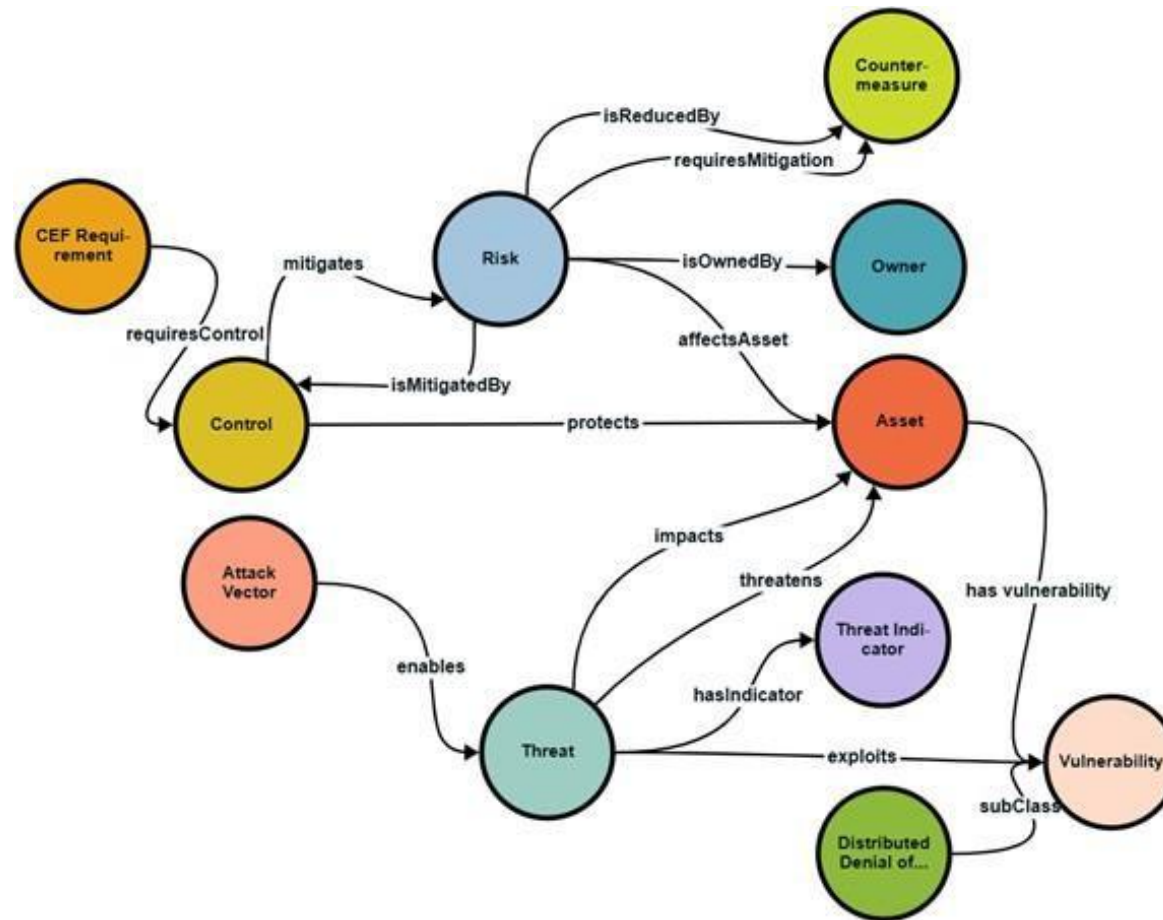 Counter-
measure
isReducedBy
requiresMitigation
CEF Requi-
rement
mitigates
Risk
isOwnedBy
Owner
requiresControl
affectsAsset
isMitigatedBy
Control
protects
Asset
impacts
Attack
Vector
threatens
has vulnerability
Threat Indi-
cator
enables
hasIndicator
Threat
exploits
Vulnerability
subClass
Distributed
Denial of...